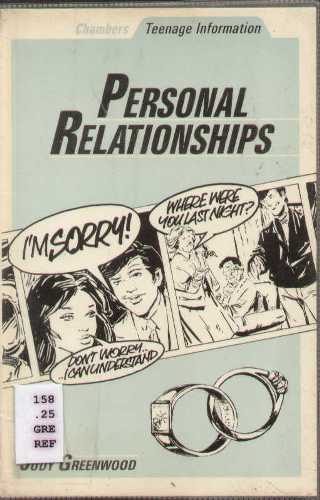 Chambers / Teenage Information
PERSONAL
RELATIONSHIPS
I'M SORRY!
WHERE WERE
YOU LAST NIGHT?
DON'T WORRY...
..I CAN UNDERSTAND
158
.25
GRE
REF
JUDY GREENWOOD